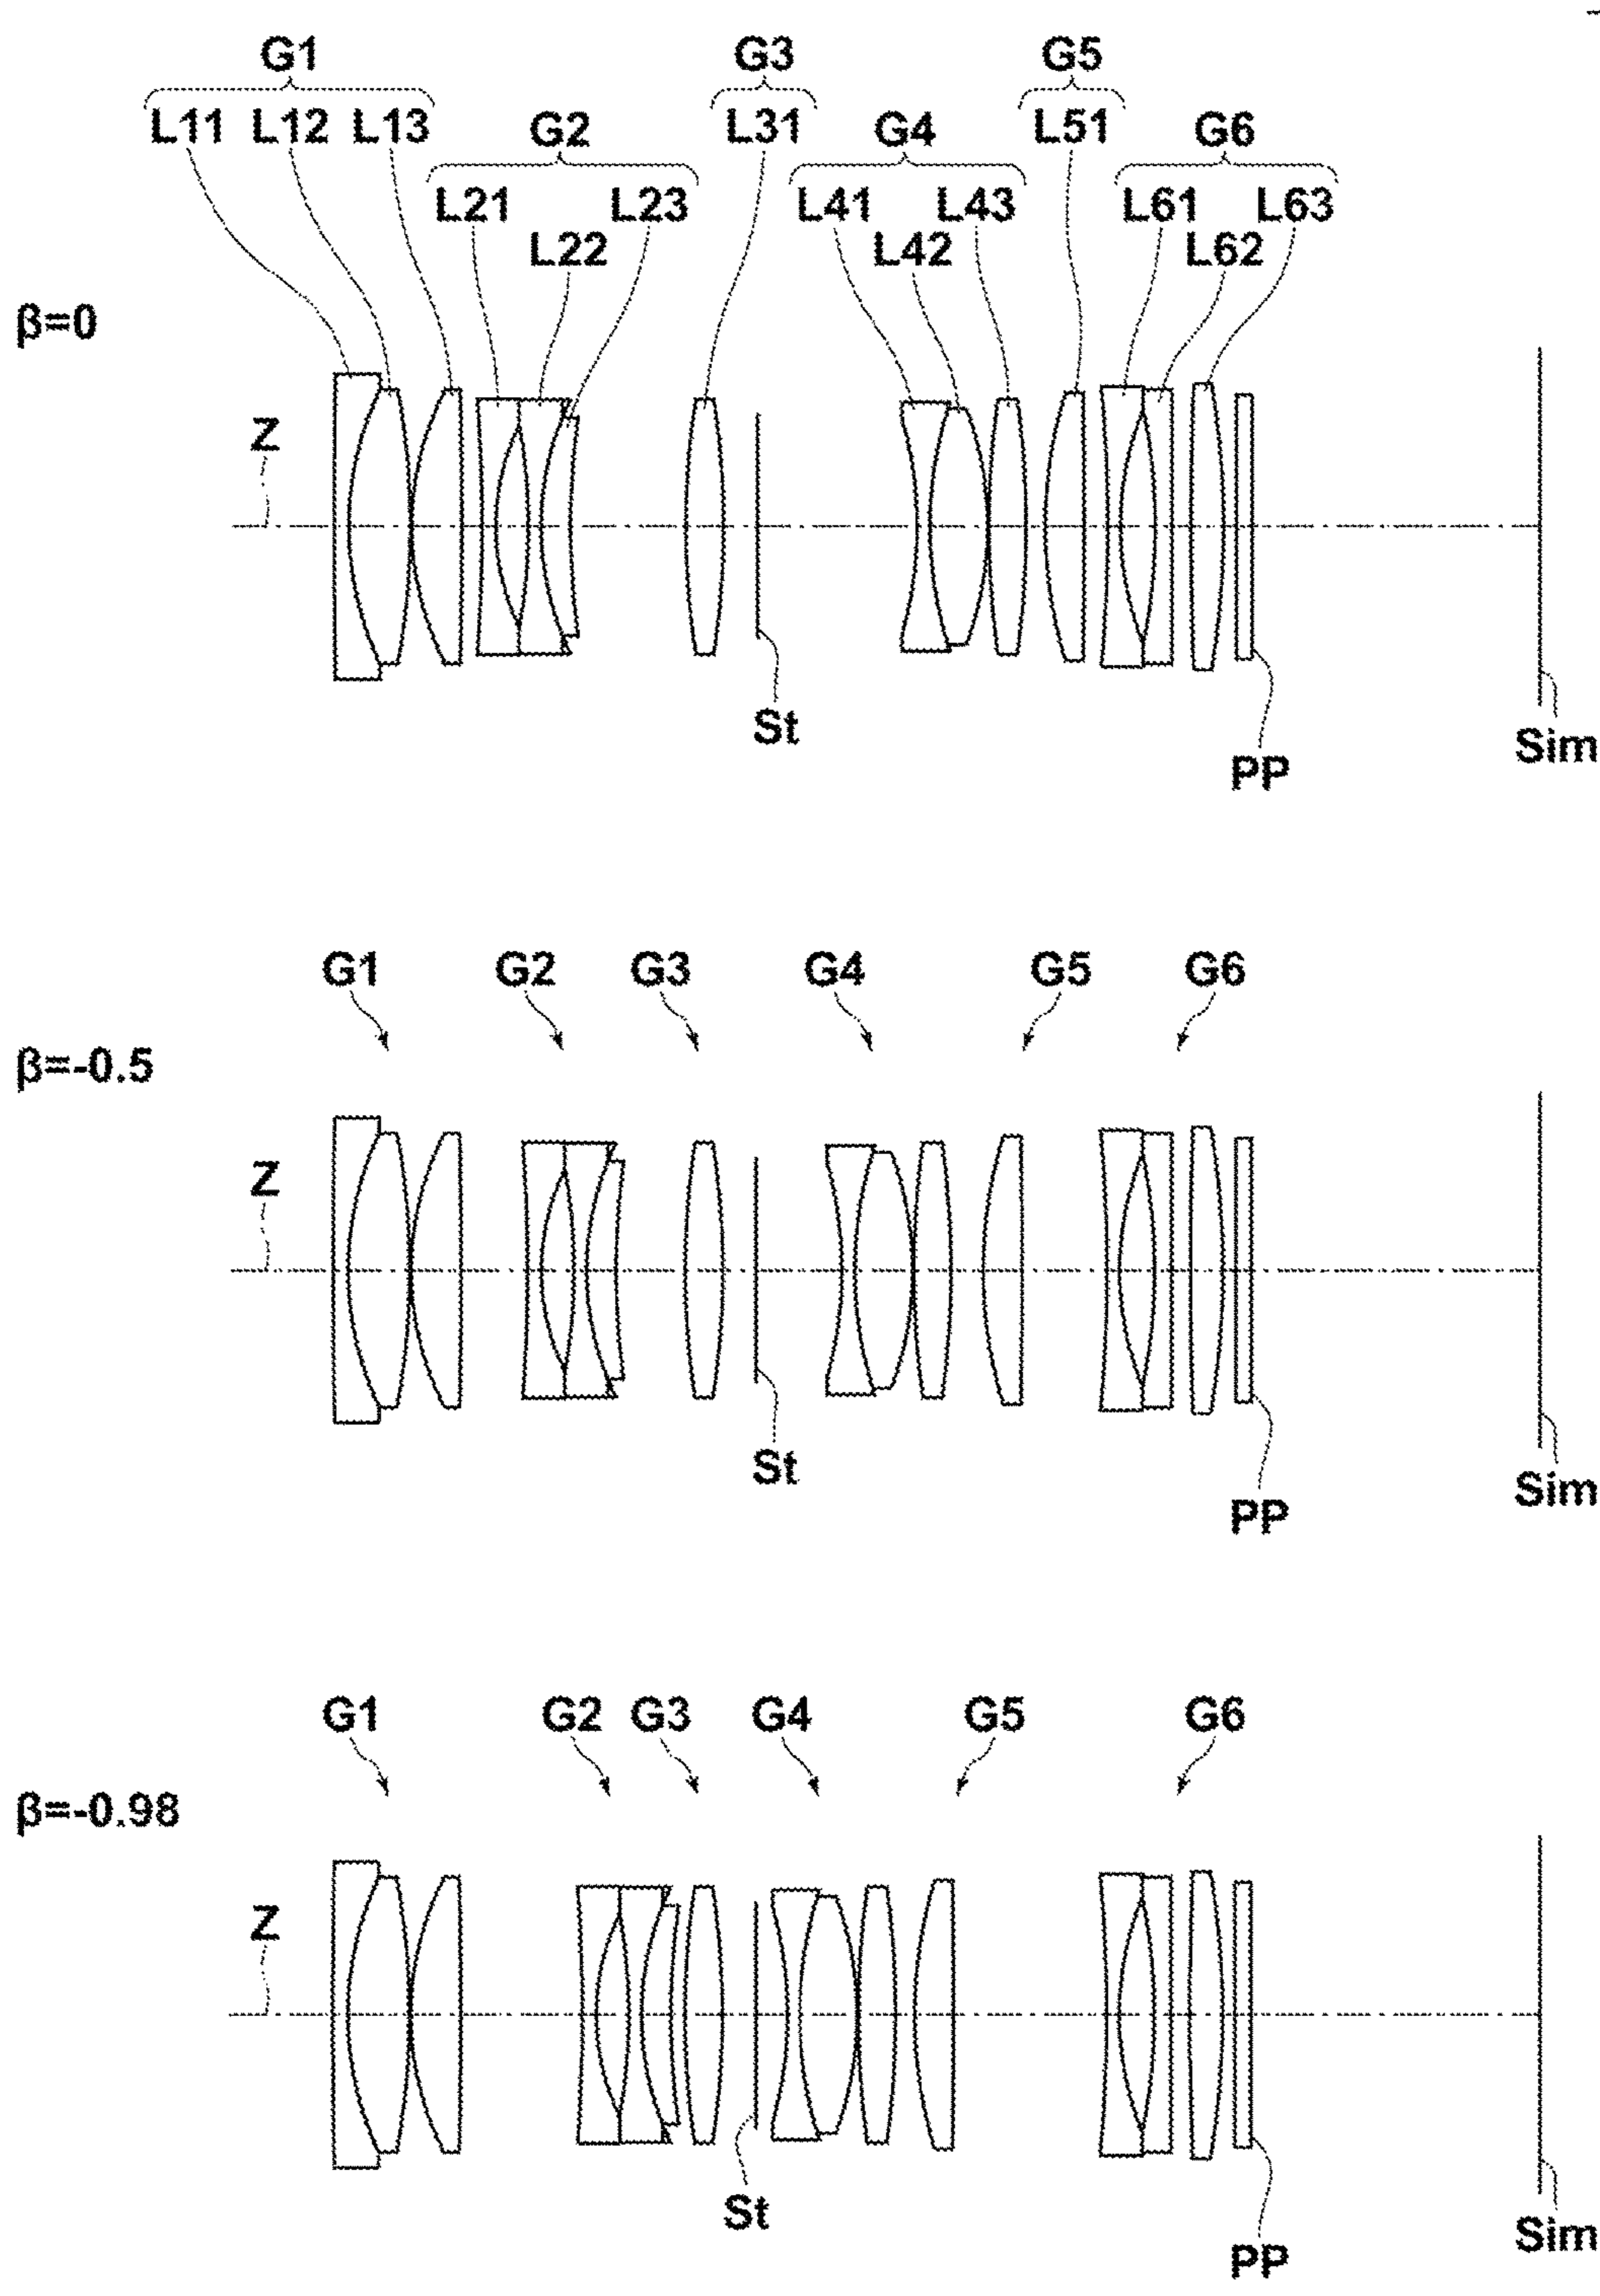 G1 G3 G5
L11 L12 L13 G2 L31 G4 L51 G6
L21 L23 L41 L43 L61 L63
L22 L42 L62
β=0
Z
St
Sim
PP
G1 G2 G3 G4 G5 G6
β=-0.5
Z
St
Sim
PP
G1 G2 G3 G4 G5 G6
β=-0.98
Z
St
Sim
PP